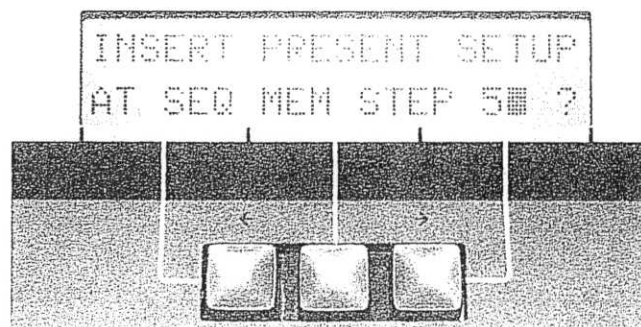 INSERT PRESENT SETUP
AT SEQ MEM STEP 5 ?
← →